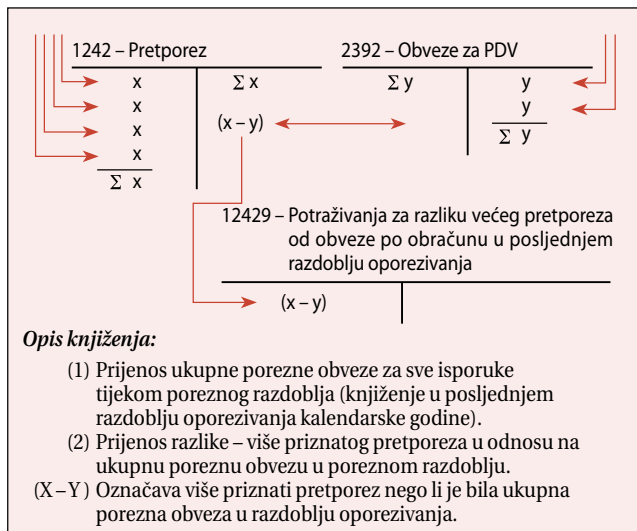 1242 – Pretporez 2392 – Obveze za PDV
x Σ x Σ y y
x y
x (x – y) Σ y
x
Σ x
12429 – Potraživanja za razliku većeg pretporeza
od obveze po obračunu u posljednjem
razdoblju oporezivanja
(x – y)
Opis knjiženja:
(1) Prijenos ukupne porezne obveze za sve isporuke
tijekom poreznog razdoblja (knjiženje u posljednjem
razdoblju oporezivanja kalendarske godine).
(2) Prijenos razlike – više priznatog pretporeza u odnosu na
ukupnu poreznu obvezu u poreznom razdoblju.
(X – Y) Označava više priznati pretporez nego li je bila ukupna
porezna obveza u razdoblju oporezivanja.